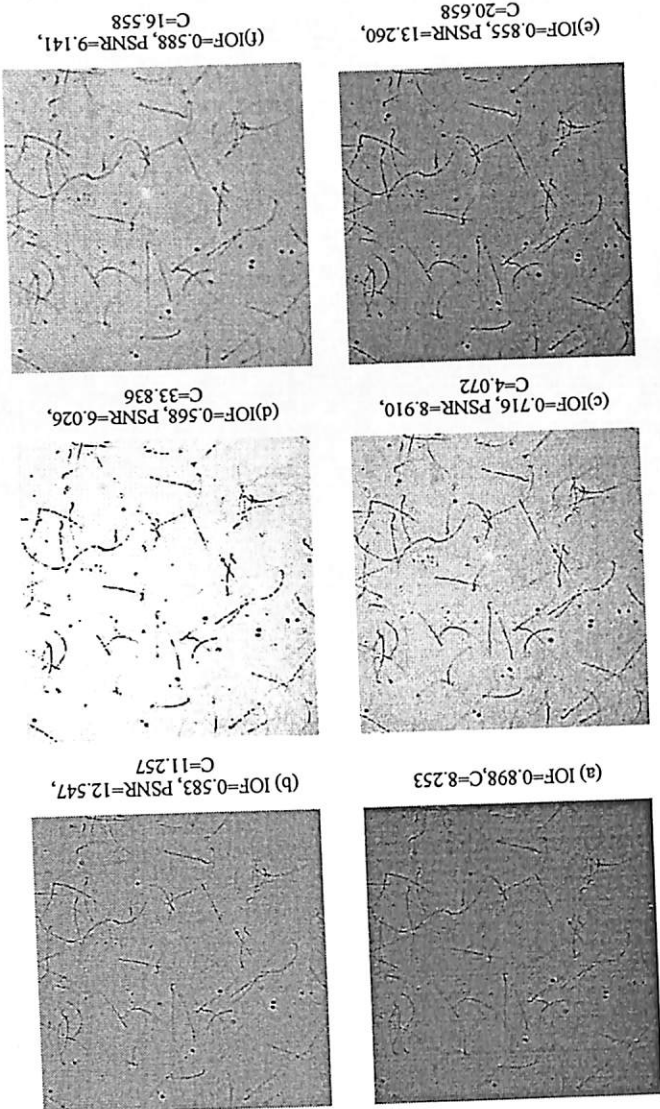 (a) IOF=0.898,C=8.253
(b) IOF=0.583, PSNR=12.547,
C=11.257
(c)IOF=0.716, PSNR=8.910,
C=4.072
(d)IOF=0.568, PSNR=6.026,
C=33.836
(e)IOF=0.855, PSNR=13.260,
C=20.658
(f)IOF=0.588, PSNR=9.141,
C=16.558